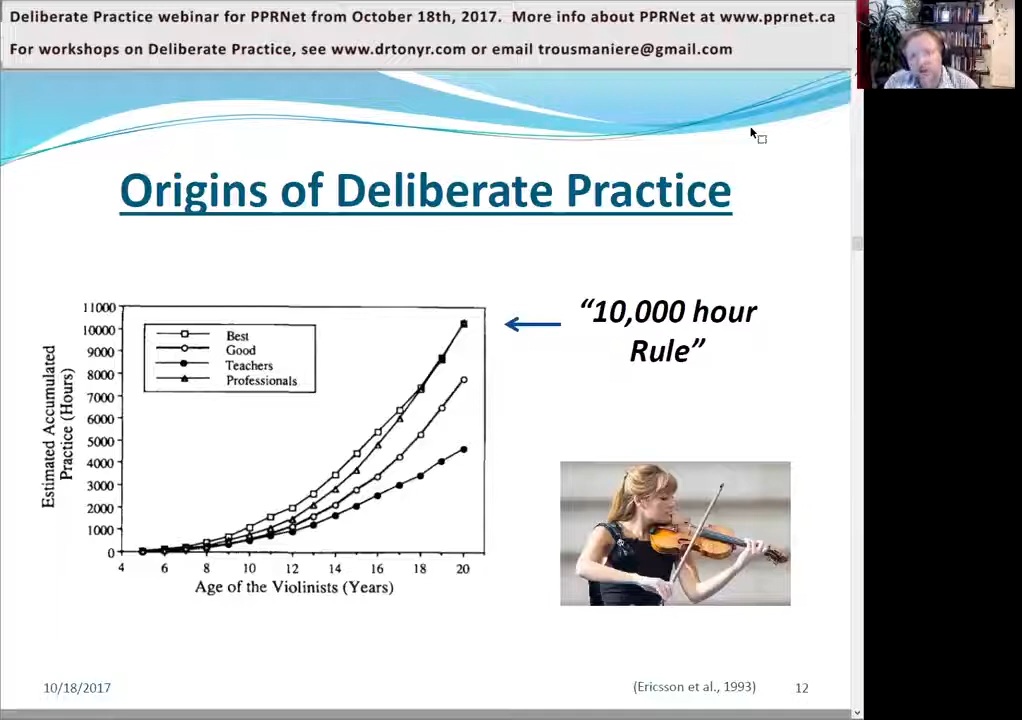 Deliberate Practice webinar for PPRNet from October 18th, 2017. More info about PPRNet at www.pprnet.ca
For workshops on Deliberate Practice, see www.drtonyr.com or email trousmaniere@gmail.com
Origins of Deliberate Practice
11000
10000
9000
8000
7000
6000
5000
4000
3000
2000
1000
0
Estimated Accumulated
Practice (Hours)
Best
Good
Teachers
Professionals
4 6 8 10 12 14 16 18 20
Age of the Violinists (Years)
“10,000 hour
Rule”
10/18/2017
(Ericsson et al., 1993)
12